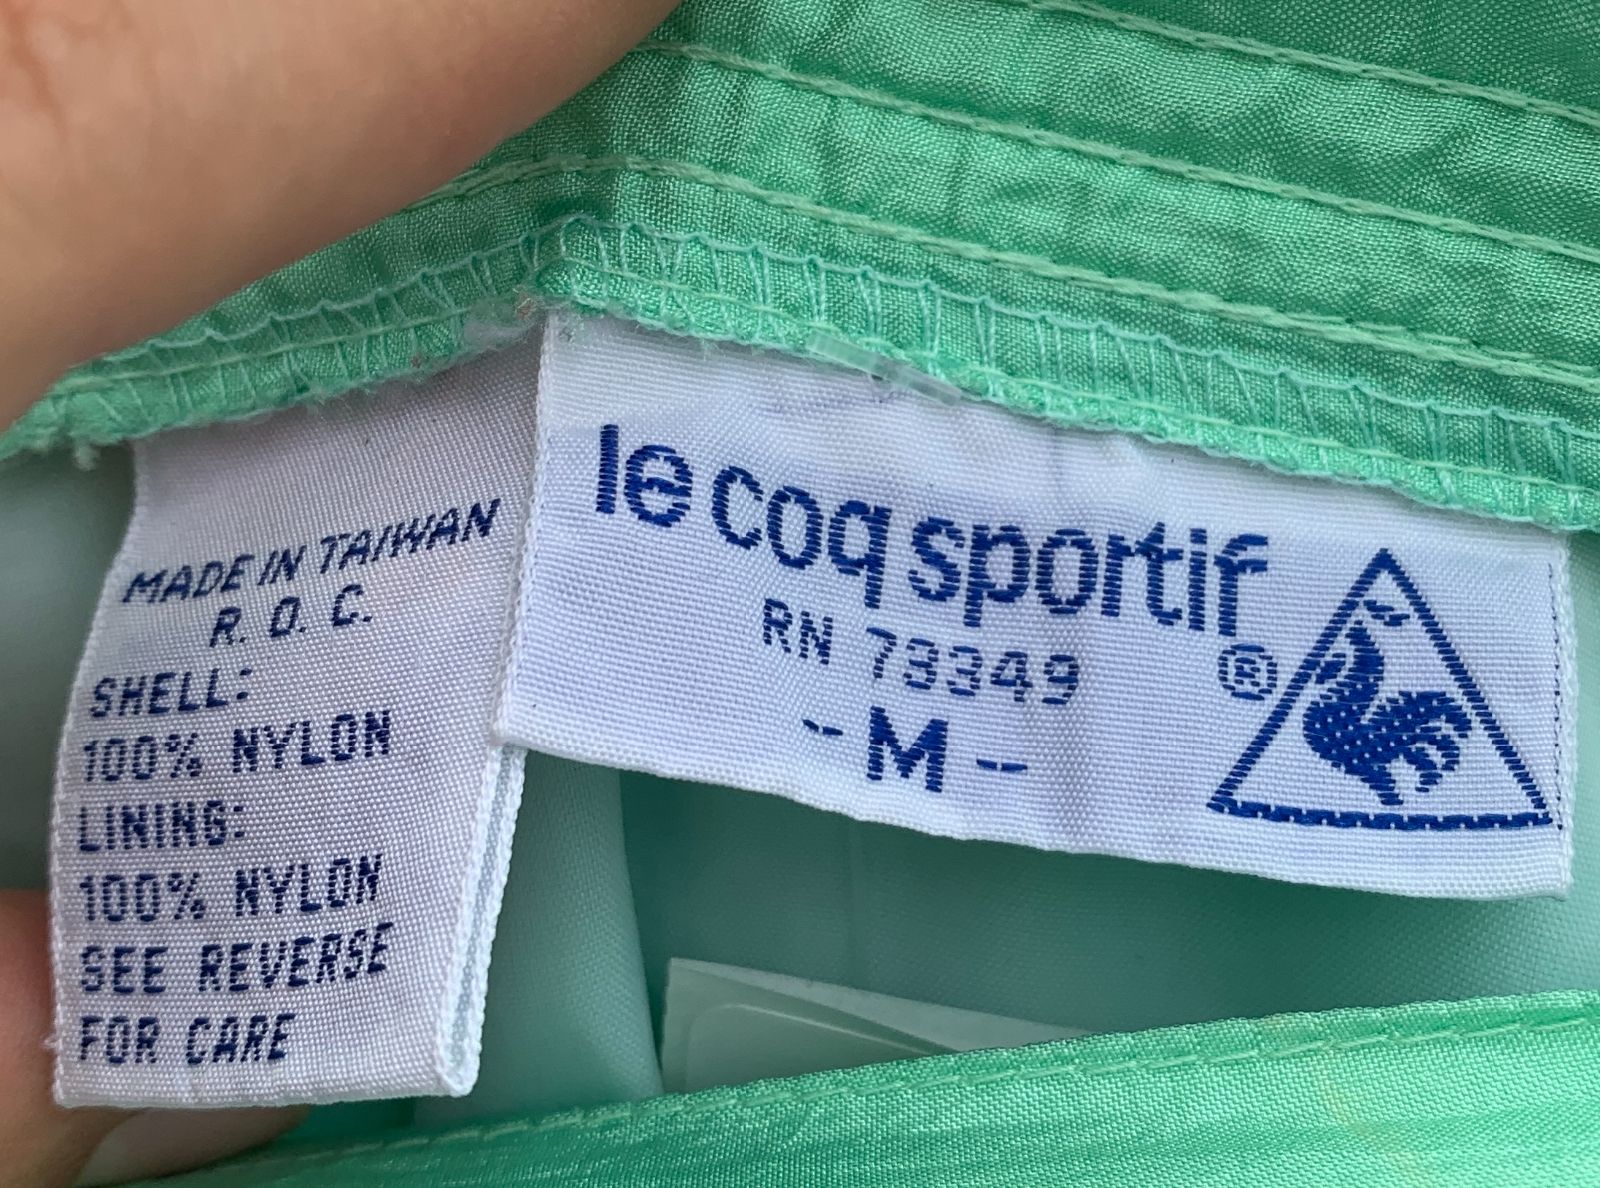 MADE IN TAIWAN
R. O. C.
SHELL:
100% NYLON
LINING:
100% NYLON
SEE REVERSE
FOR CARE
le coq sportif
RN 73349
®
- M -